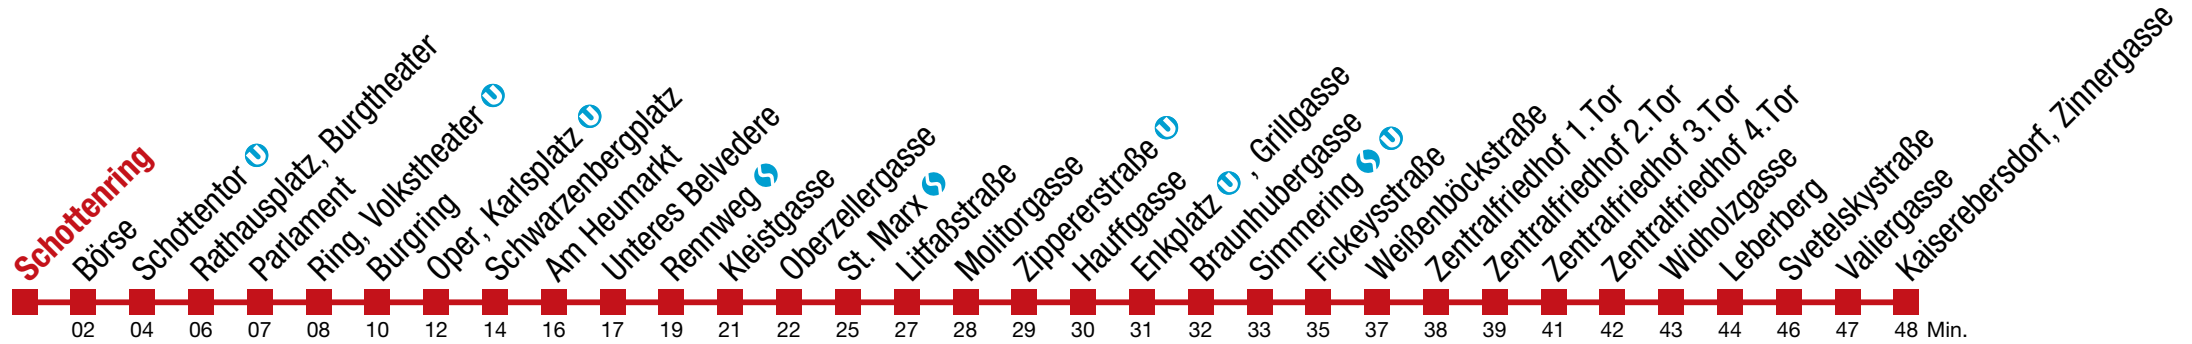 Schottenring
Börse
Schottentor
Rathausplatz, Burgtheater
Parlament
Ring, Volkstheater
Burgring
Oper, Karlsplatz
Schwarzenbergplatz
Am Heumarkt
Unteres Belvedere
Rennweg
Kleistgasse
Oberzellergasse
St. Marx
Litfaßstraße
Molitorgasse
Zippererstraße
Hauffgasse
Enkplatz , Grillgasse
Braunhubergasse
Simmering
Fickeysstraße
Weißenböckstraße
Zentralfriedhof 1.Tor
Zentralfriedhof 2.Tor
Zentralfriedhof 3.Tor
Zentralfriedhof 4.Tor
Widholzgasse
Leberberg
Svetelskystraße
Valiergasse
Kaiserebersdorf, Zinnergasse
02 04 06 07 08 10 12 14 16 17 19 21 22 25 27 28 29 30 31 32 33 35 37 38 39 41 42 43 44 46 47 48 Min.